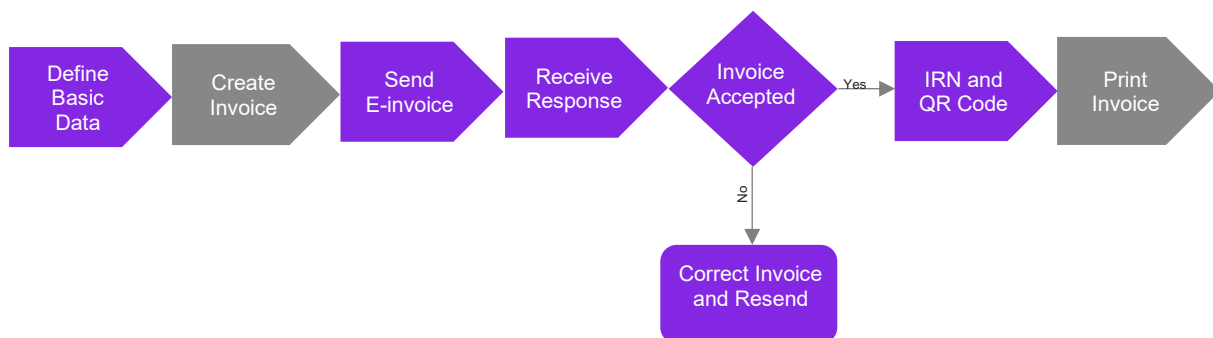 Define
Basic
Data
Create
Invoice
Send
E-invoice
Receive
Response
Invoice
Accepted
Yes
IRN and
QR Code
Print
Invoice
No
Correct Invoice
and Resend